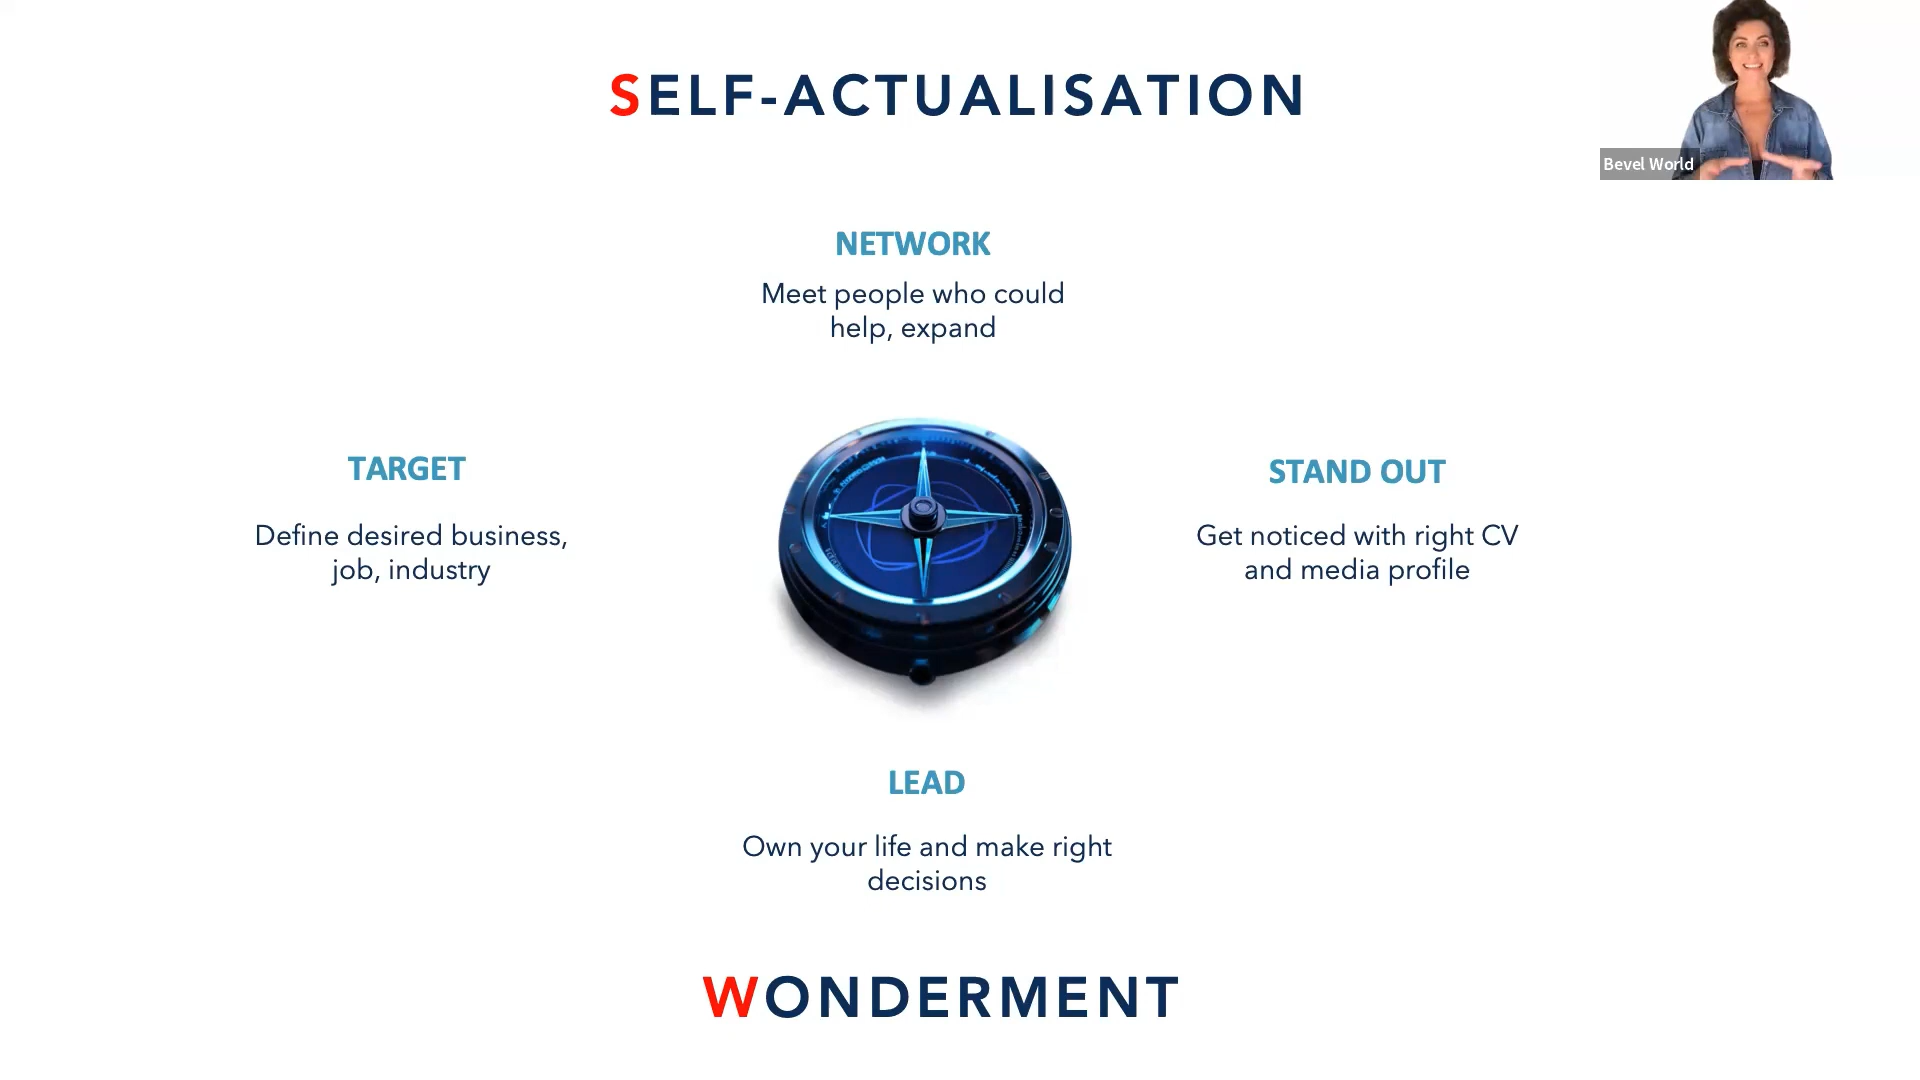 SELF-ACTUALISATION
Bevel World
NETWORK
Meet people who could
help, expand
TARGET
Define desired business,
job, industry
STAND OUT
Get noticed with right CV
and media profile
LEAD
Own your life and make right
decisions
WONDERMENT